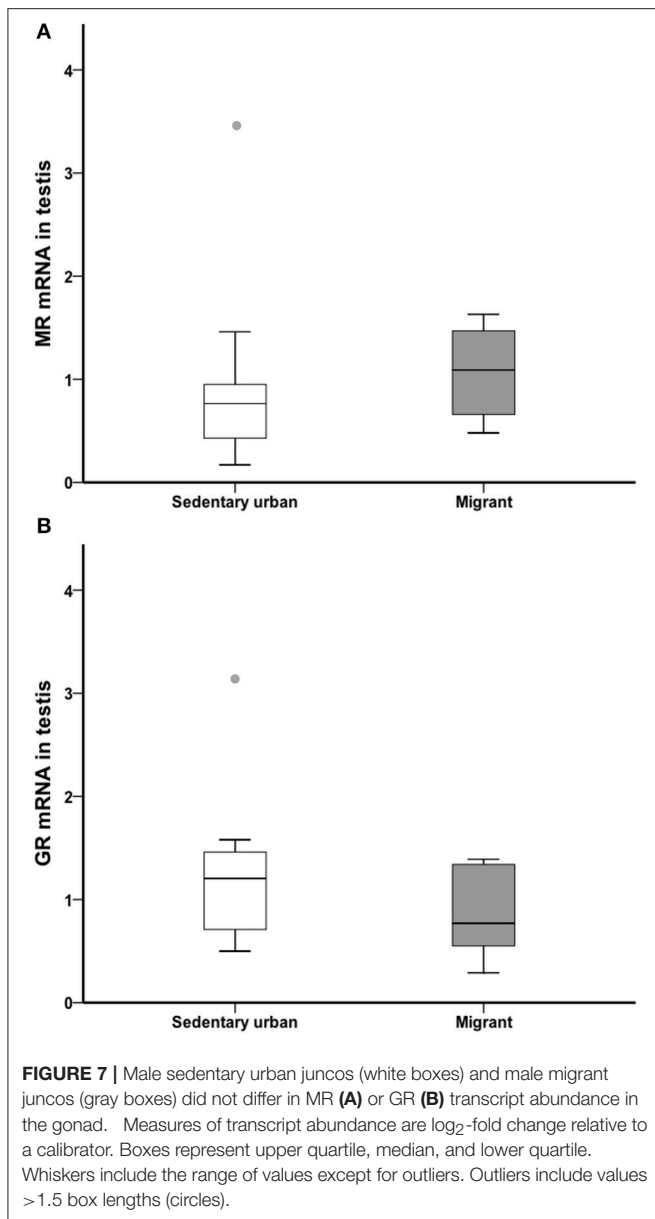 A
4
3
2
1
0
MR mRNA in testis
Sedentary urban Migrant
B
4
3
2
1
0
GR mRNA in testis
Sedentary urban Migrant
FIGURE 7 | Male sedentary urban juncos (white boxes) and male migrant
juncos (gray boxes) did not differ in MR (A) or GR (B) transcript abundance in
the gonad. Measures of transcript abundance are log₂-fold change relative to
a calibrator. Boxes represent upper quartile, median, and lower quartile.
Whiskers include the range of values except for outliers. Outliers include values
>1.5 box lengths (circles).